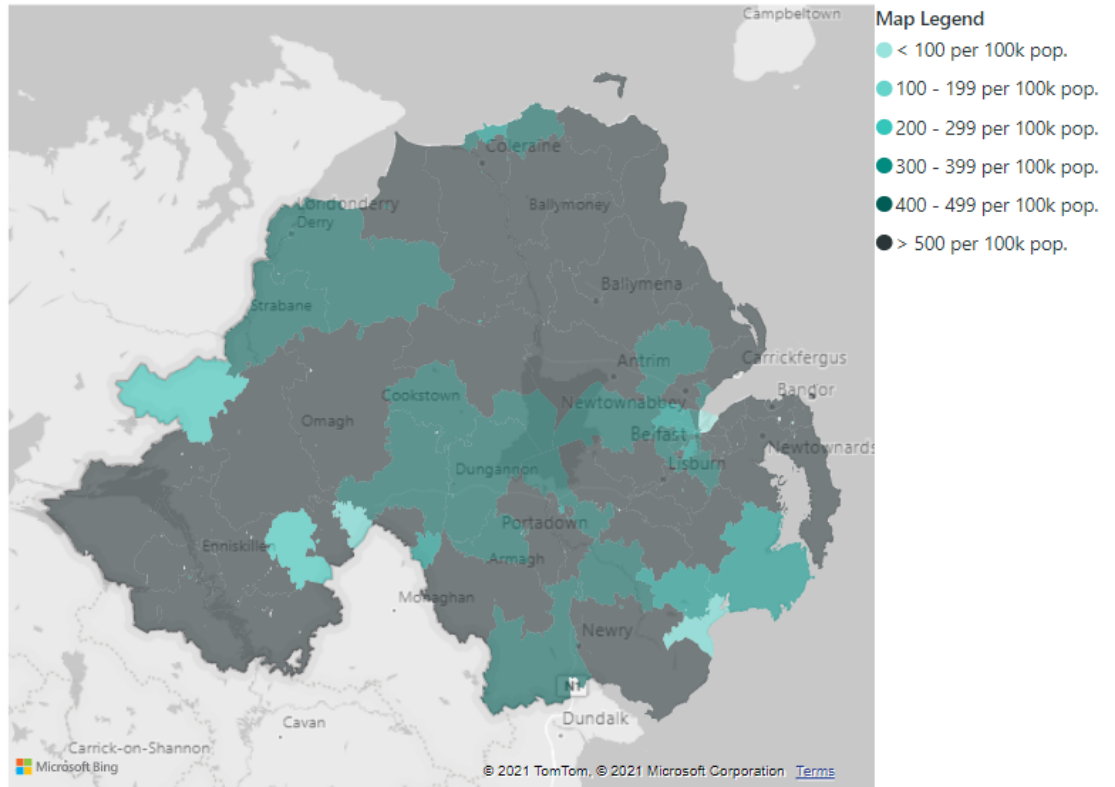 Campbeltown
Map Legend
< 100 per 100k pop.
100 - 199 per 100k pop.
200 - 299 per 100k pop.
300 - 399 per 100k pop.
400 - 499 per 100k pop.
> 500 per 100k pop.
Coleraine
Londonderry
Derry
Ballymoney
Ballymena
Strabane
Antrim
Carrickfergus
Bangor
Cookstown
Newtownabbey
Omagh
Belfast
Newtownards
Lisburn
Dungannon
Portadown
Enniskillen
Armagh
Monaghan
Newry
N1
Dundalk
Cavan
Carrick-on-Shannon
Microsoft Bing
© 2021 TomTom, © 2021 Microsoft Corporation Terms